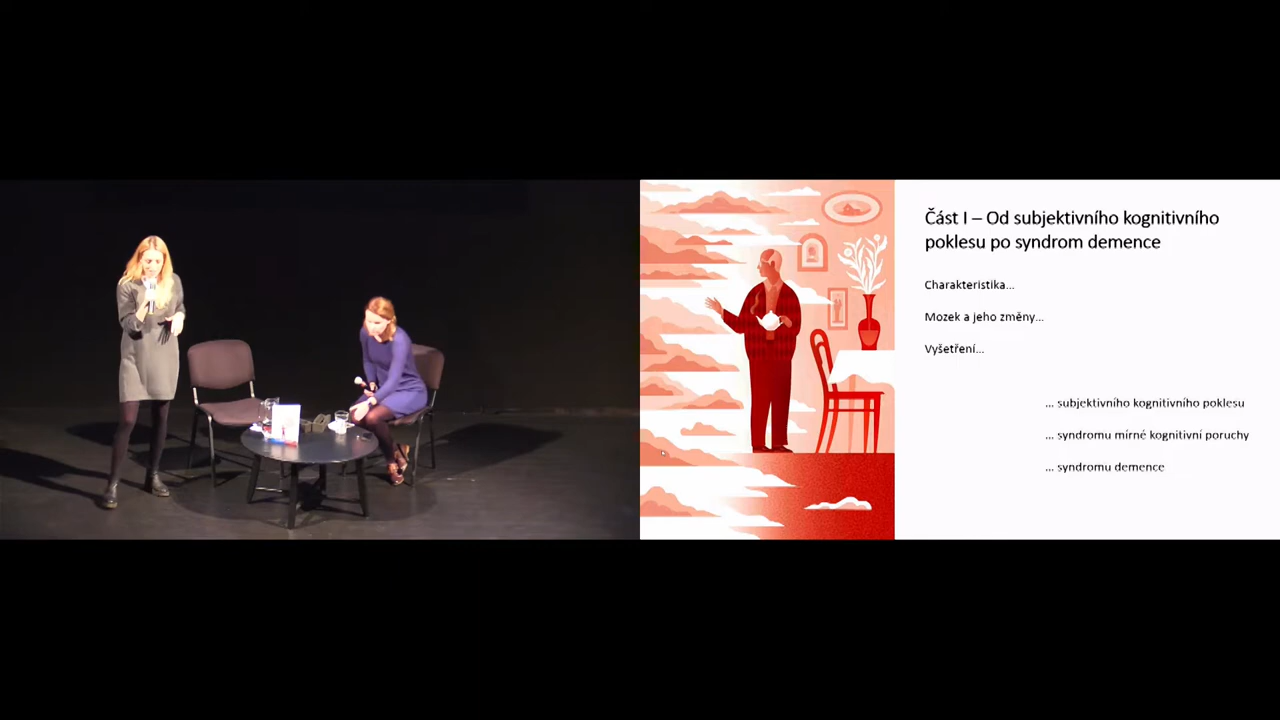 Část I – Od subjektivního kognitivního
poklesu po syndrom demence
Charakteristika...
Mozek a jeho změny...
Vyšetření...
... subjektivního kognitivního poklesu
... syndromu mírné kognitivní poruchy
... syndromu demence